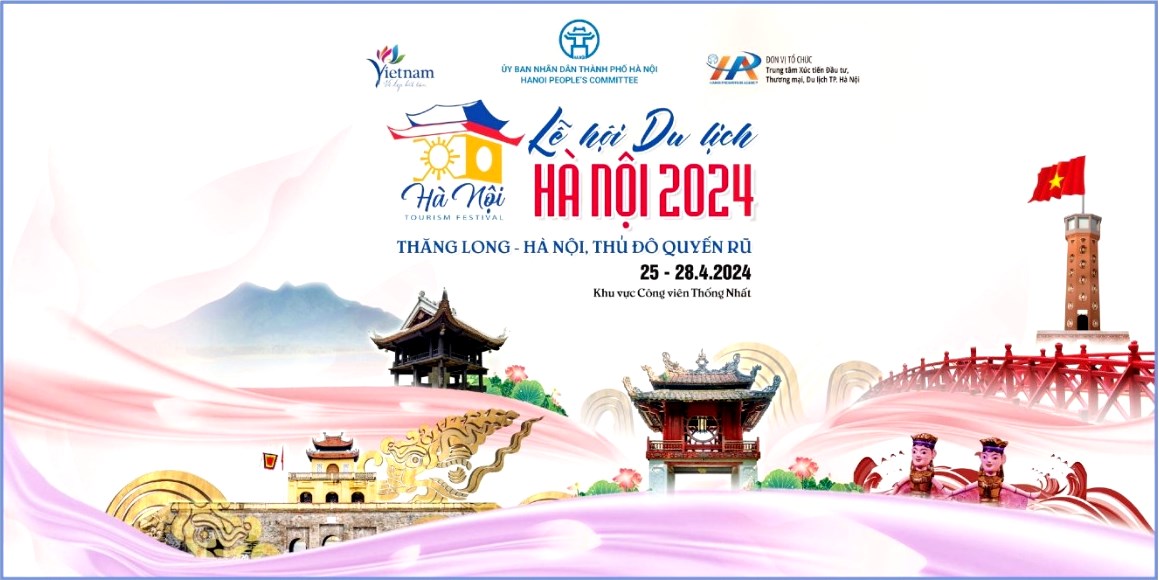 Vietnam
ỦY BAN NHÂN DÂN THÀNH PHỐ HÀ NỘI
HANOI PEOPLE'S COMMITTEE
HPA
ĐƠN VỊ TỔ CHỨC
Trung tâm Xúc tiến Đầu tư,
Thương mại, Du lịch TP. Hà Nội
Hà Nội
TOURISM FESTIVAL
Lễ hội Du lịch
HÀ NỘI 2024
THĂNG LONG - HÀ NỘI, THỦ ĐÔ QUYẾN RŨ
25 - 28.4.2024
Khu vực Công viên Thống Nhất